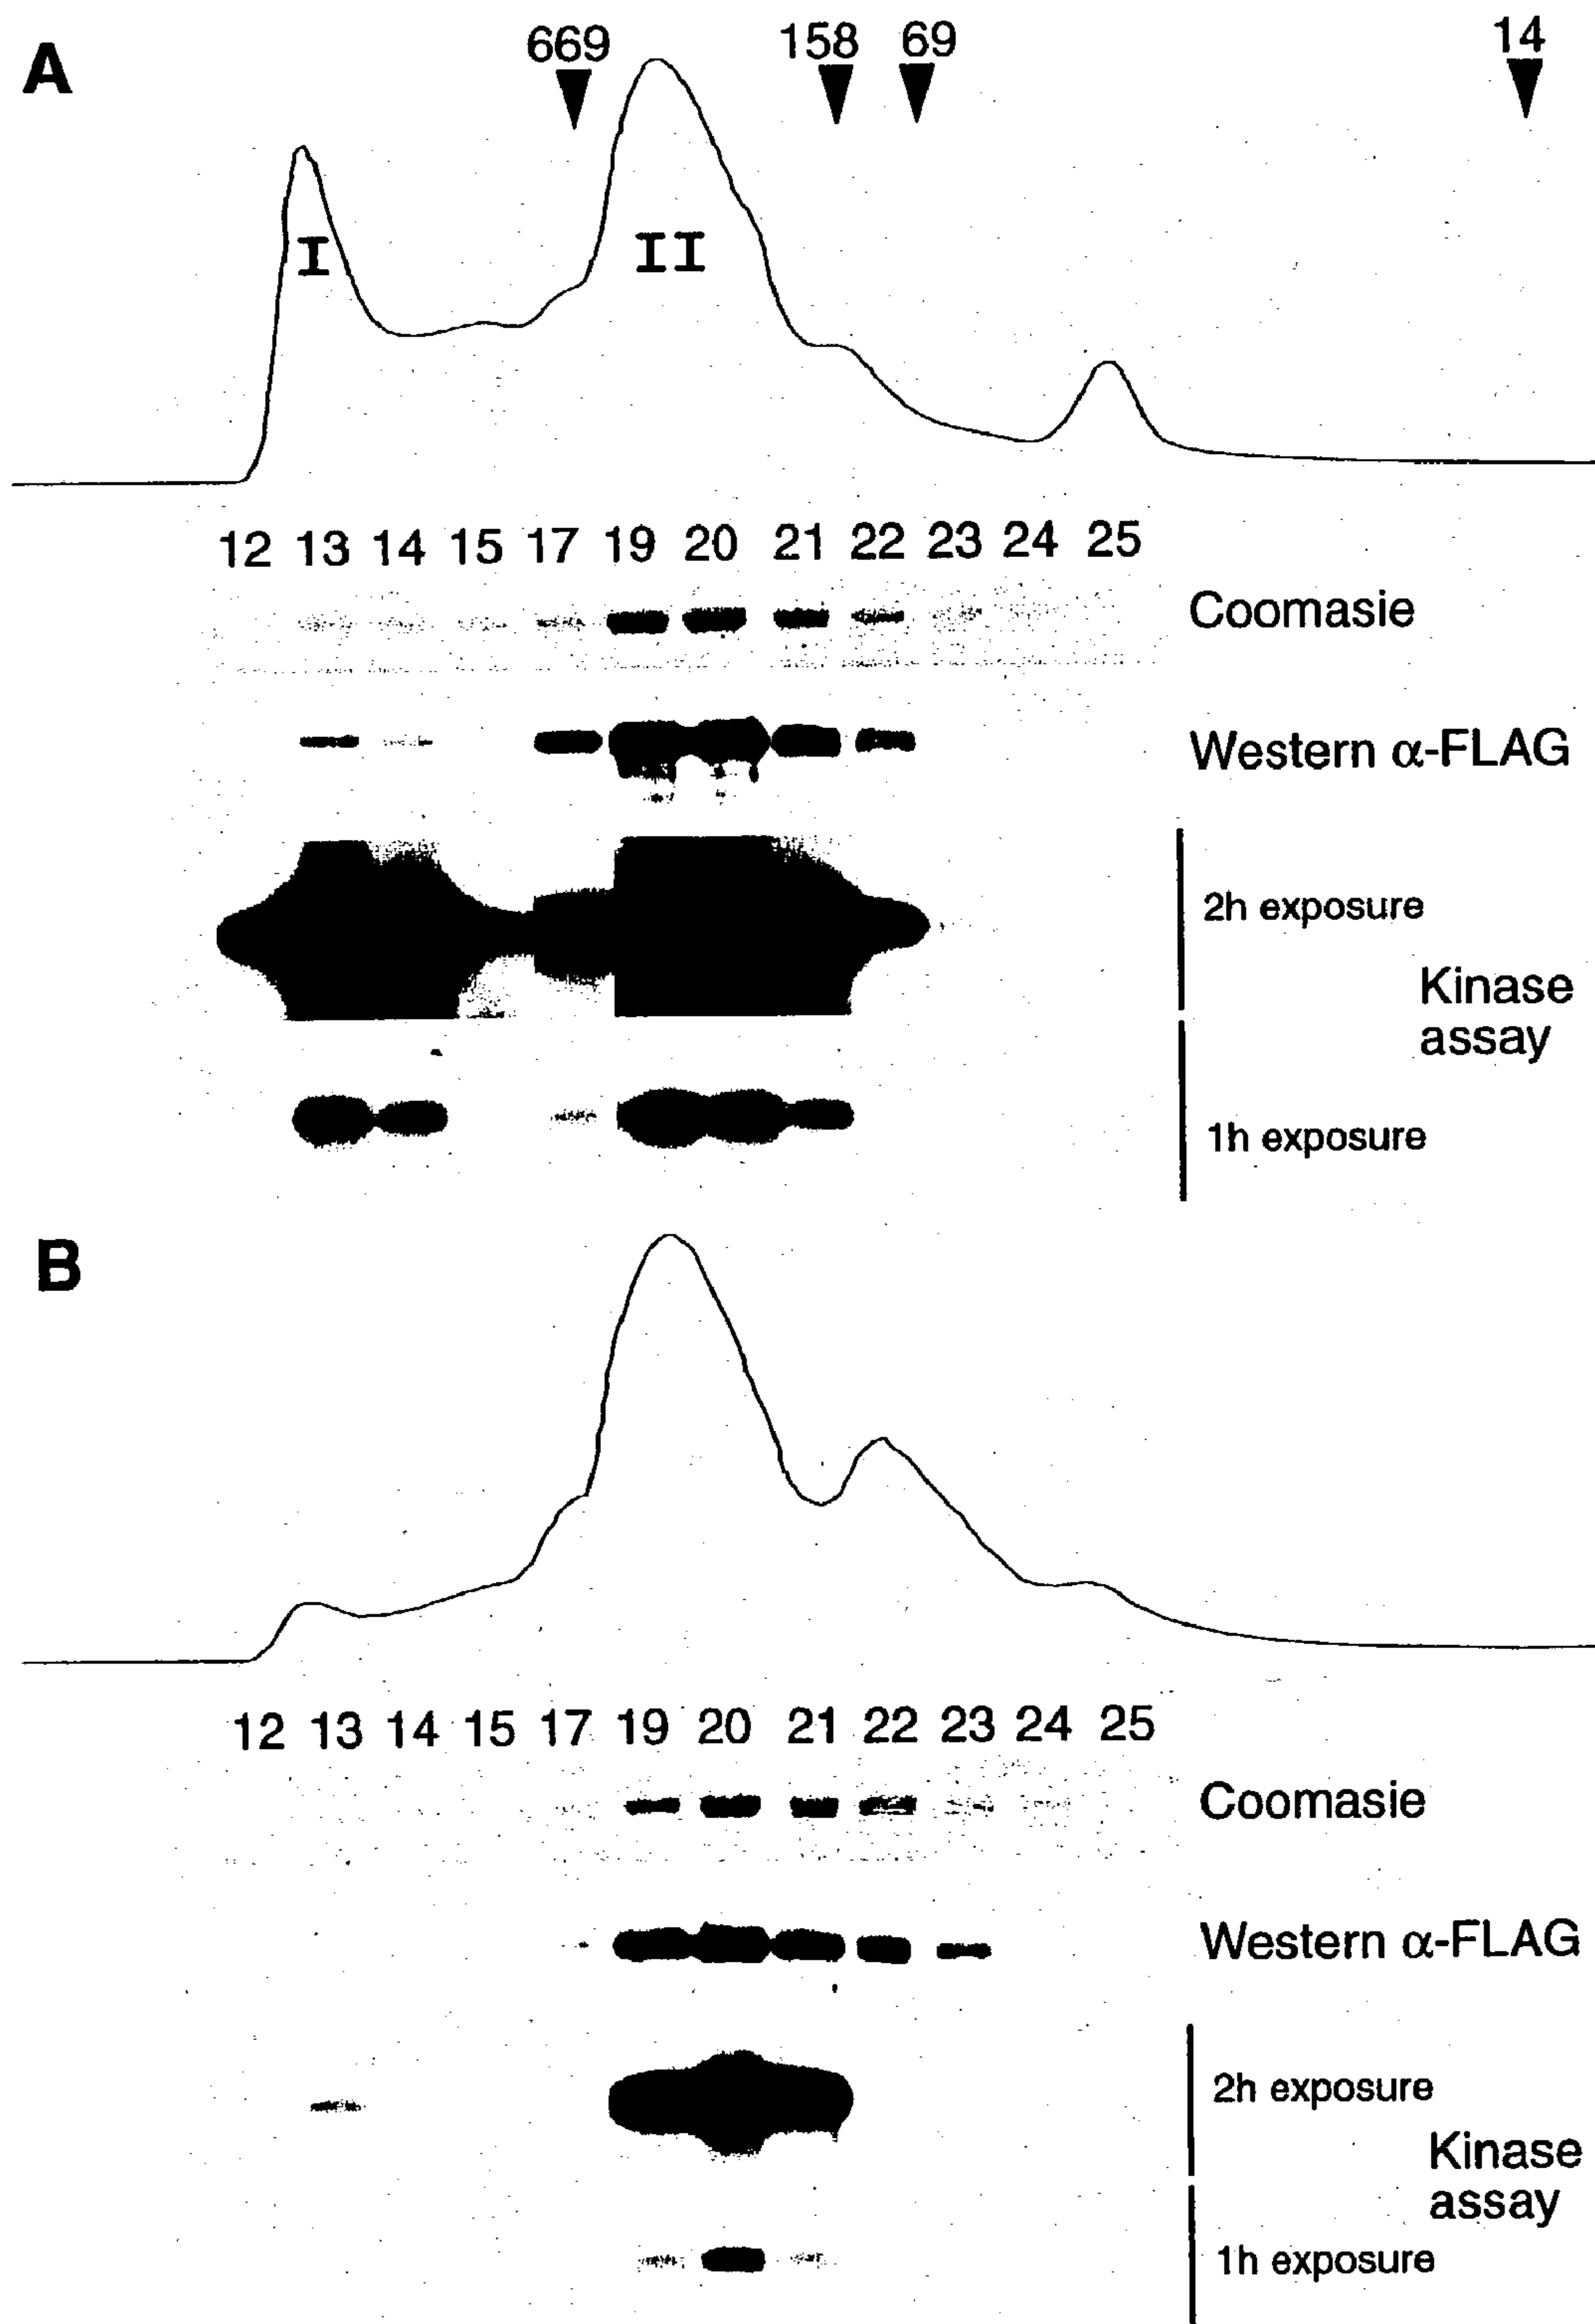 A
669 158 69 14
I II
12 13 14 15 17 19 20 21 22 23 24 25
Coomasie
Western α-FLAG
2h exposure
Kinase
assay
1h exposure
B
12 13 14 15 17 19 20 21 22 23 24 25
Coomasie
Western α-FLAG
2h exposure
Kinase
assay
1h exposure